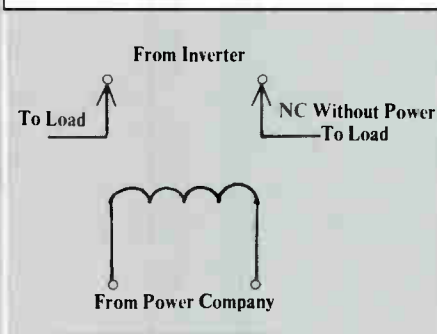 From Inverter
To Load
NC Without Power
To Load
From Power Company